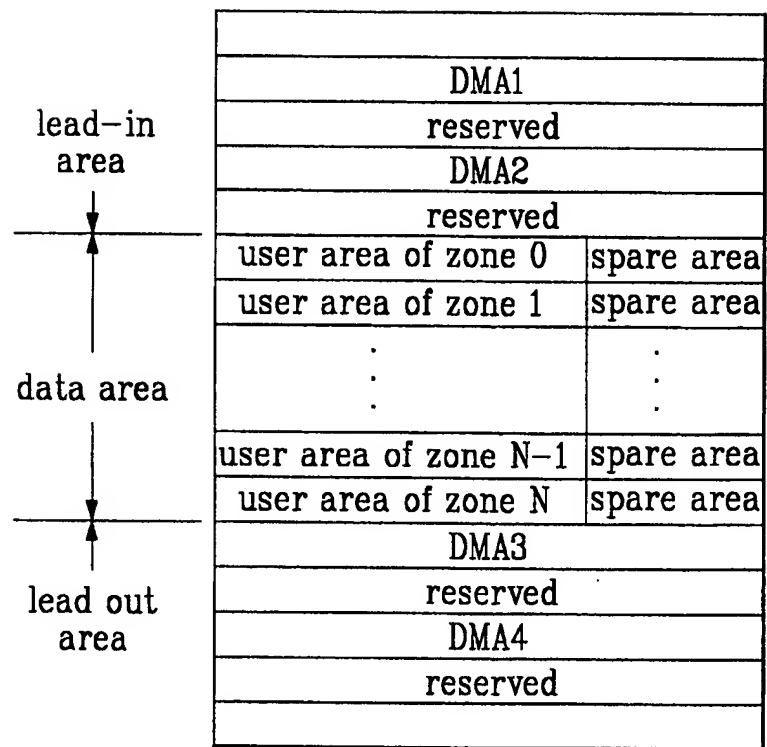 DMA1
lead-in
area
reserved
DMA2
reserved
user area of zone 0 spare area
user area of zone 1 spare area
data area
user area of zone N-1 spare area
user area of zone N spare area
DMA3
lead out
area
reserved
DMA4
reserved